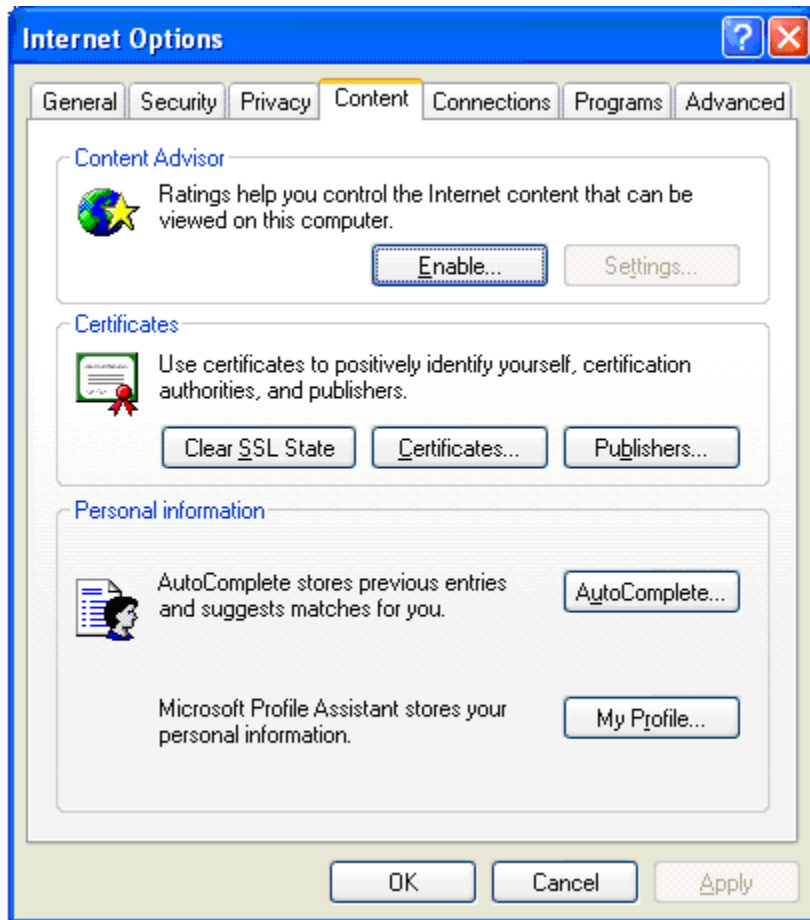 Internet Options
General Security Privacy Content Connections Programs Advanced
Content Advisor
Ratings help you control the Internet content that can be
viewed on this computer.
Enable... Settings...
Certificates
Use certificates to positively identify yourself, certification
authorities, and publishers.
Clear SSL State Certificates... Publishers...
Personal information
AutoComplete stores previous entries
and suggests matches for you.
AutoComplete...
Microsoft Profile Assistant stores your
personal information.
My Profile...
OK Cancel Apply